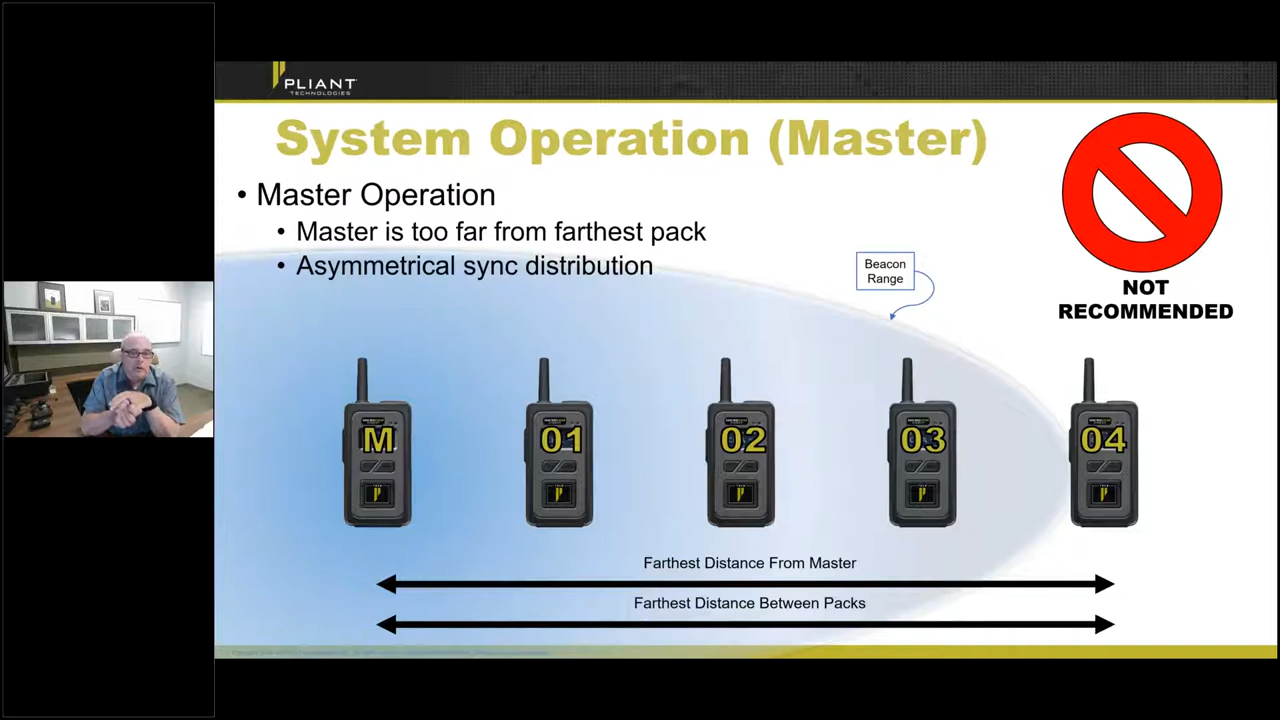 PLIANT
TECHNOLOGIES
System Operation (Master)
• Master Operation
• Master is too far from farthest pack
• Asymmetrical sync distribution
Beacon
Range
NOT
RECOMMENDED
M
01
02
03
04
Farthest Distance From Master
Farthest Distance Between Packs